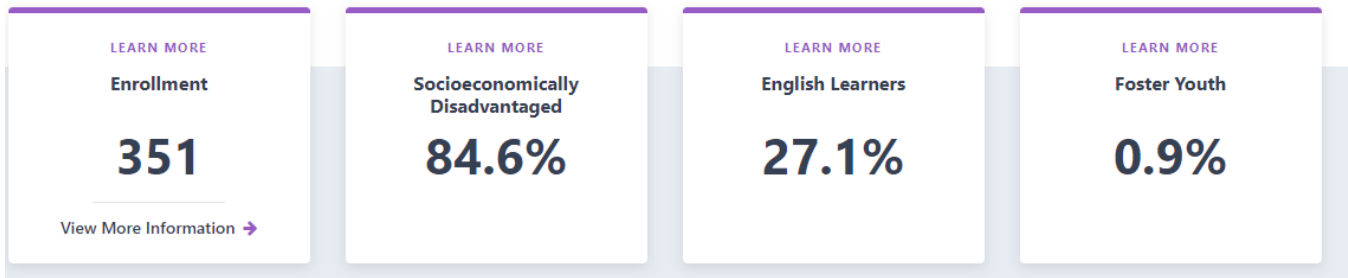 LEARN MORE
Enrollment
351
View More Information
LEARN MORE
Socioeconomically
Disadvantaged
84.6%
LEARN MORE
English Learners
27.1%
LEARN MORE
Foster Youth
0.9%